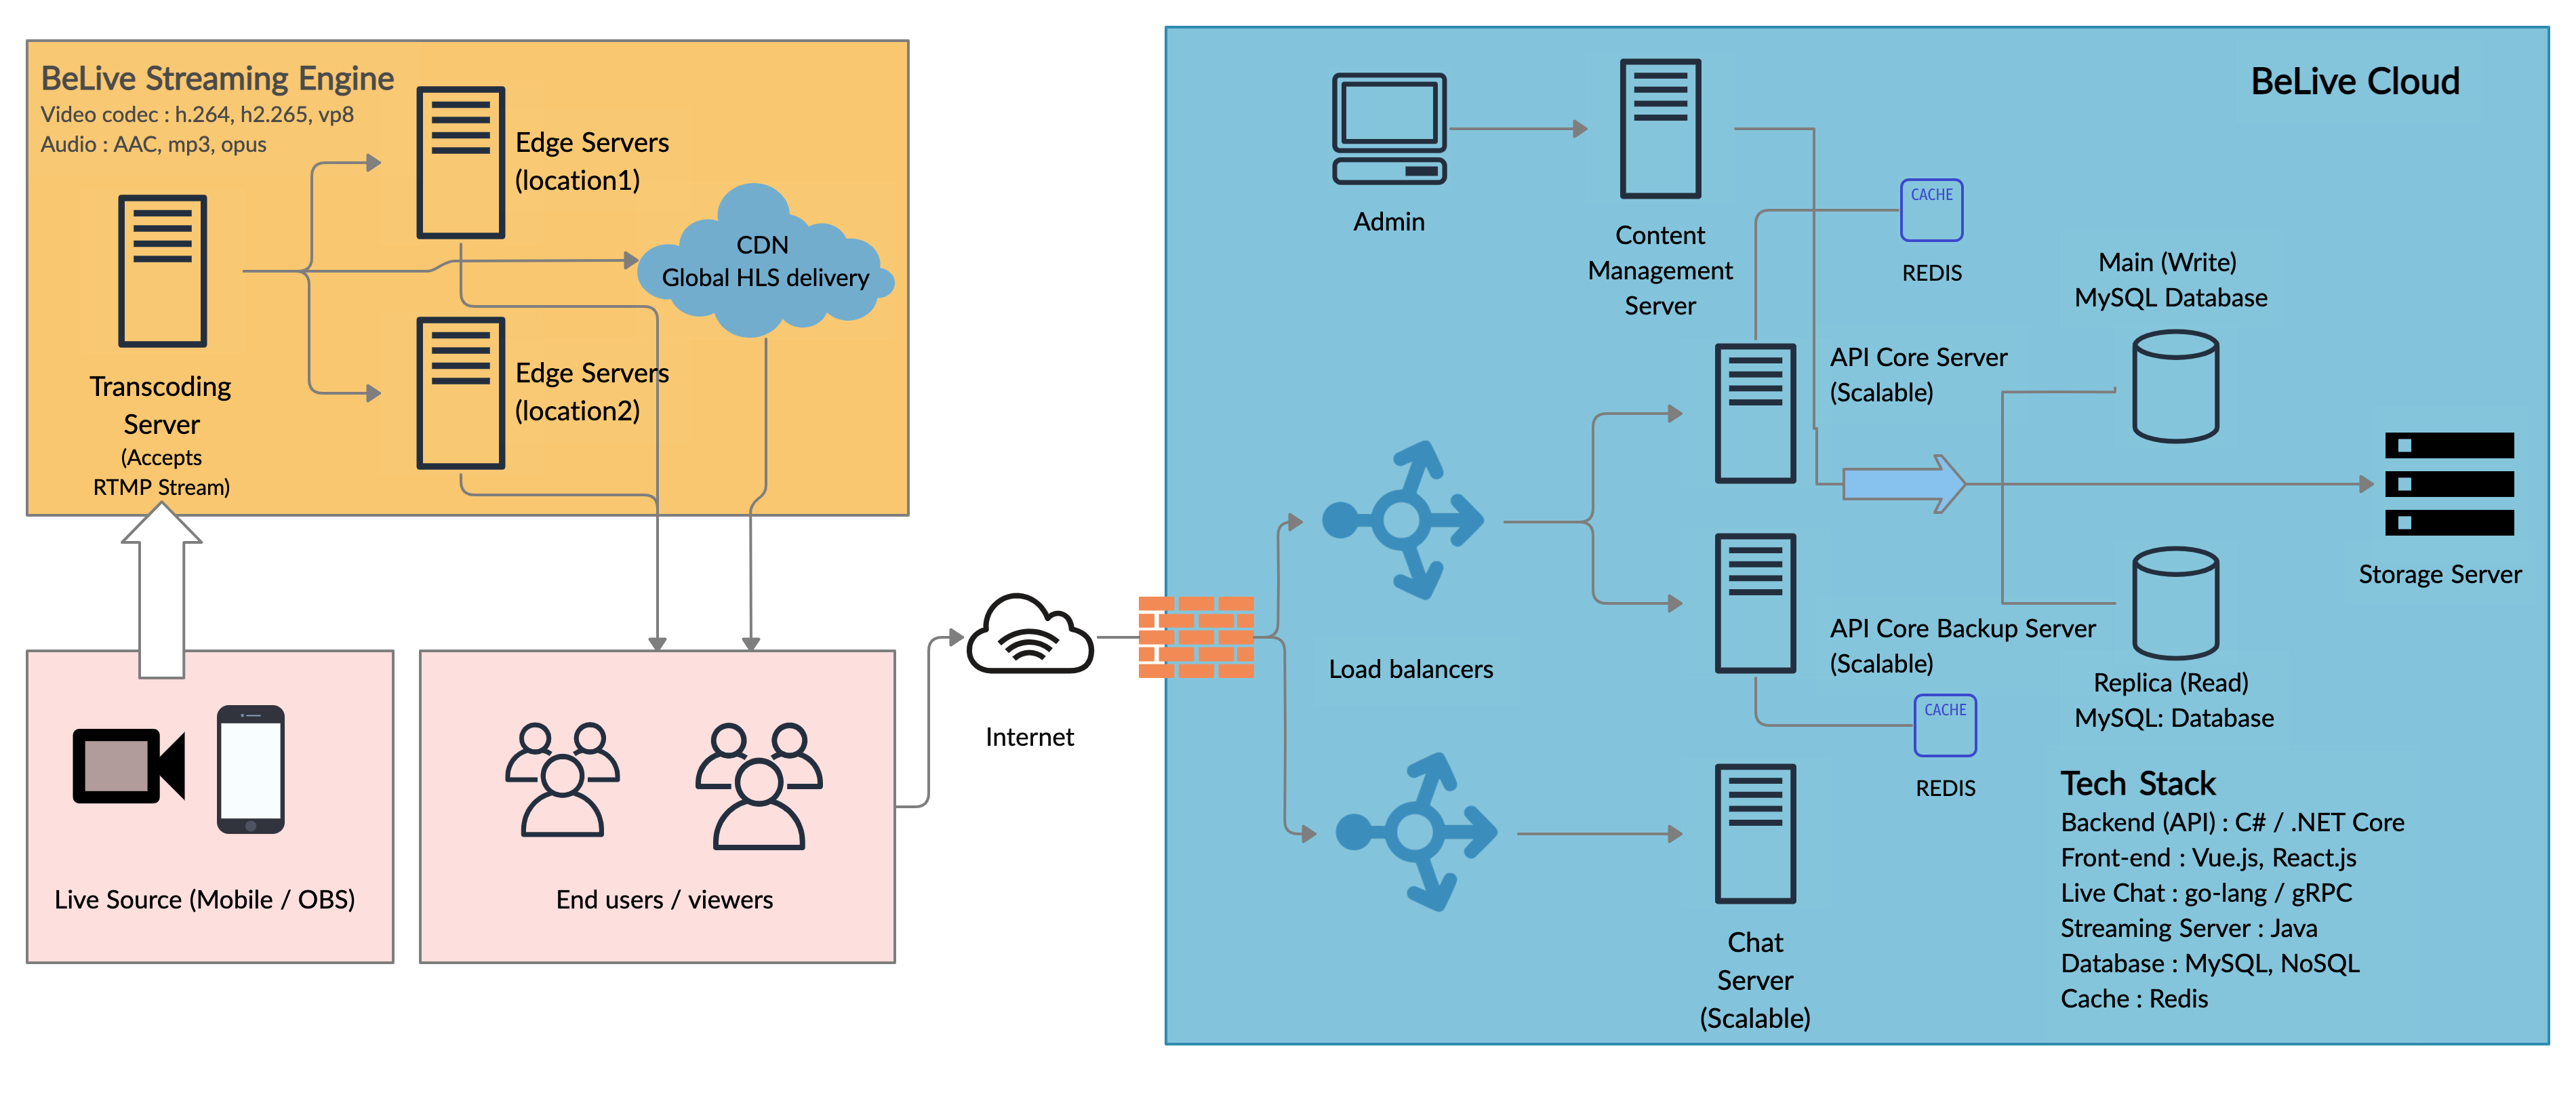 BeLive Streaming Engine
Video codec : h.264, h2.265, vp8
Audio : AAC, mp3, opus
Edge Servers
(location1)
CDN
Global HLS delivery
Transcoding
Server
(Accepts
RTMP Stream)
Edge Servers
(location2)
Live Source (Mobile / OBS)
End users / viewers
Internet
BeLive Cloud
Admin
Content
Management
Server
CACHE
REDIS
Main (Write)
MySQL Database
API Core Server
(Scalable)
Storage Server
Load balancers
API Core Backup Server
(Scalable)
Replica (Read)
MySQL: Database
CACHE
REDIS
Chat
Server
(Scalable)
Tech Stack
Backend (API) : C# / .NET Core
Front-end : Vue.js, React.js
Live Chat : go-lang / gRPC
Streaming Server : Java
Database : MySQL, NoSQL
Cache : Redis